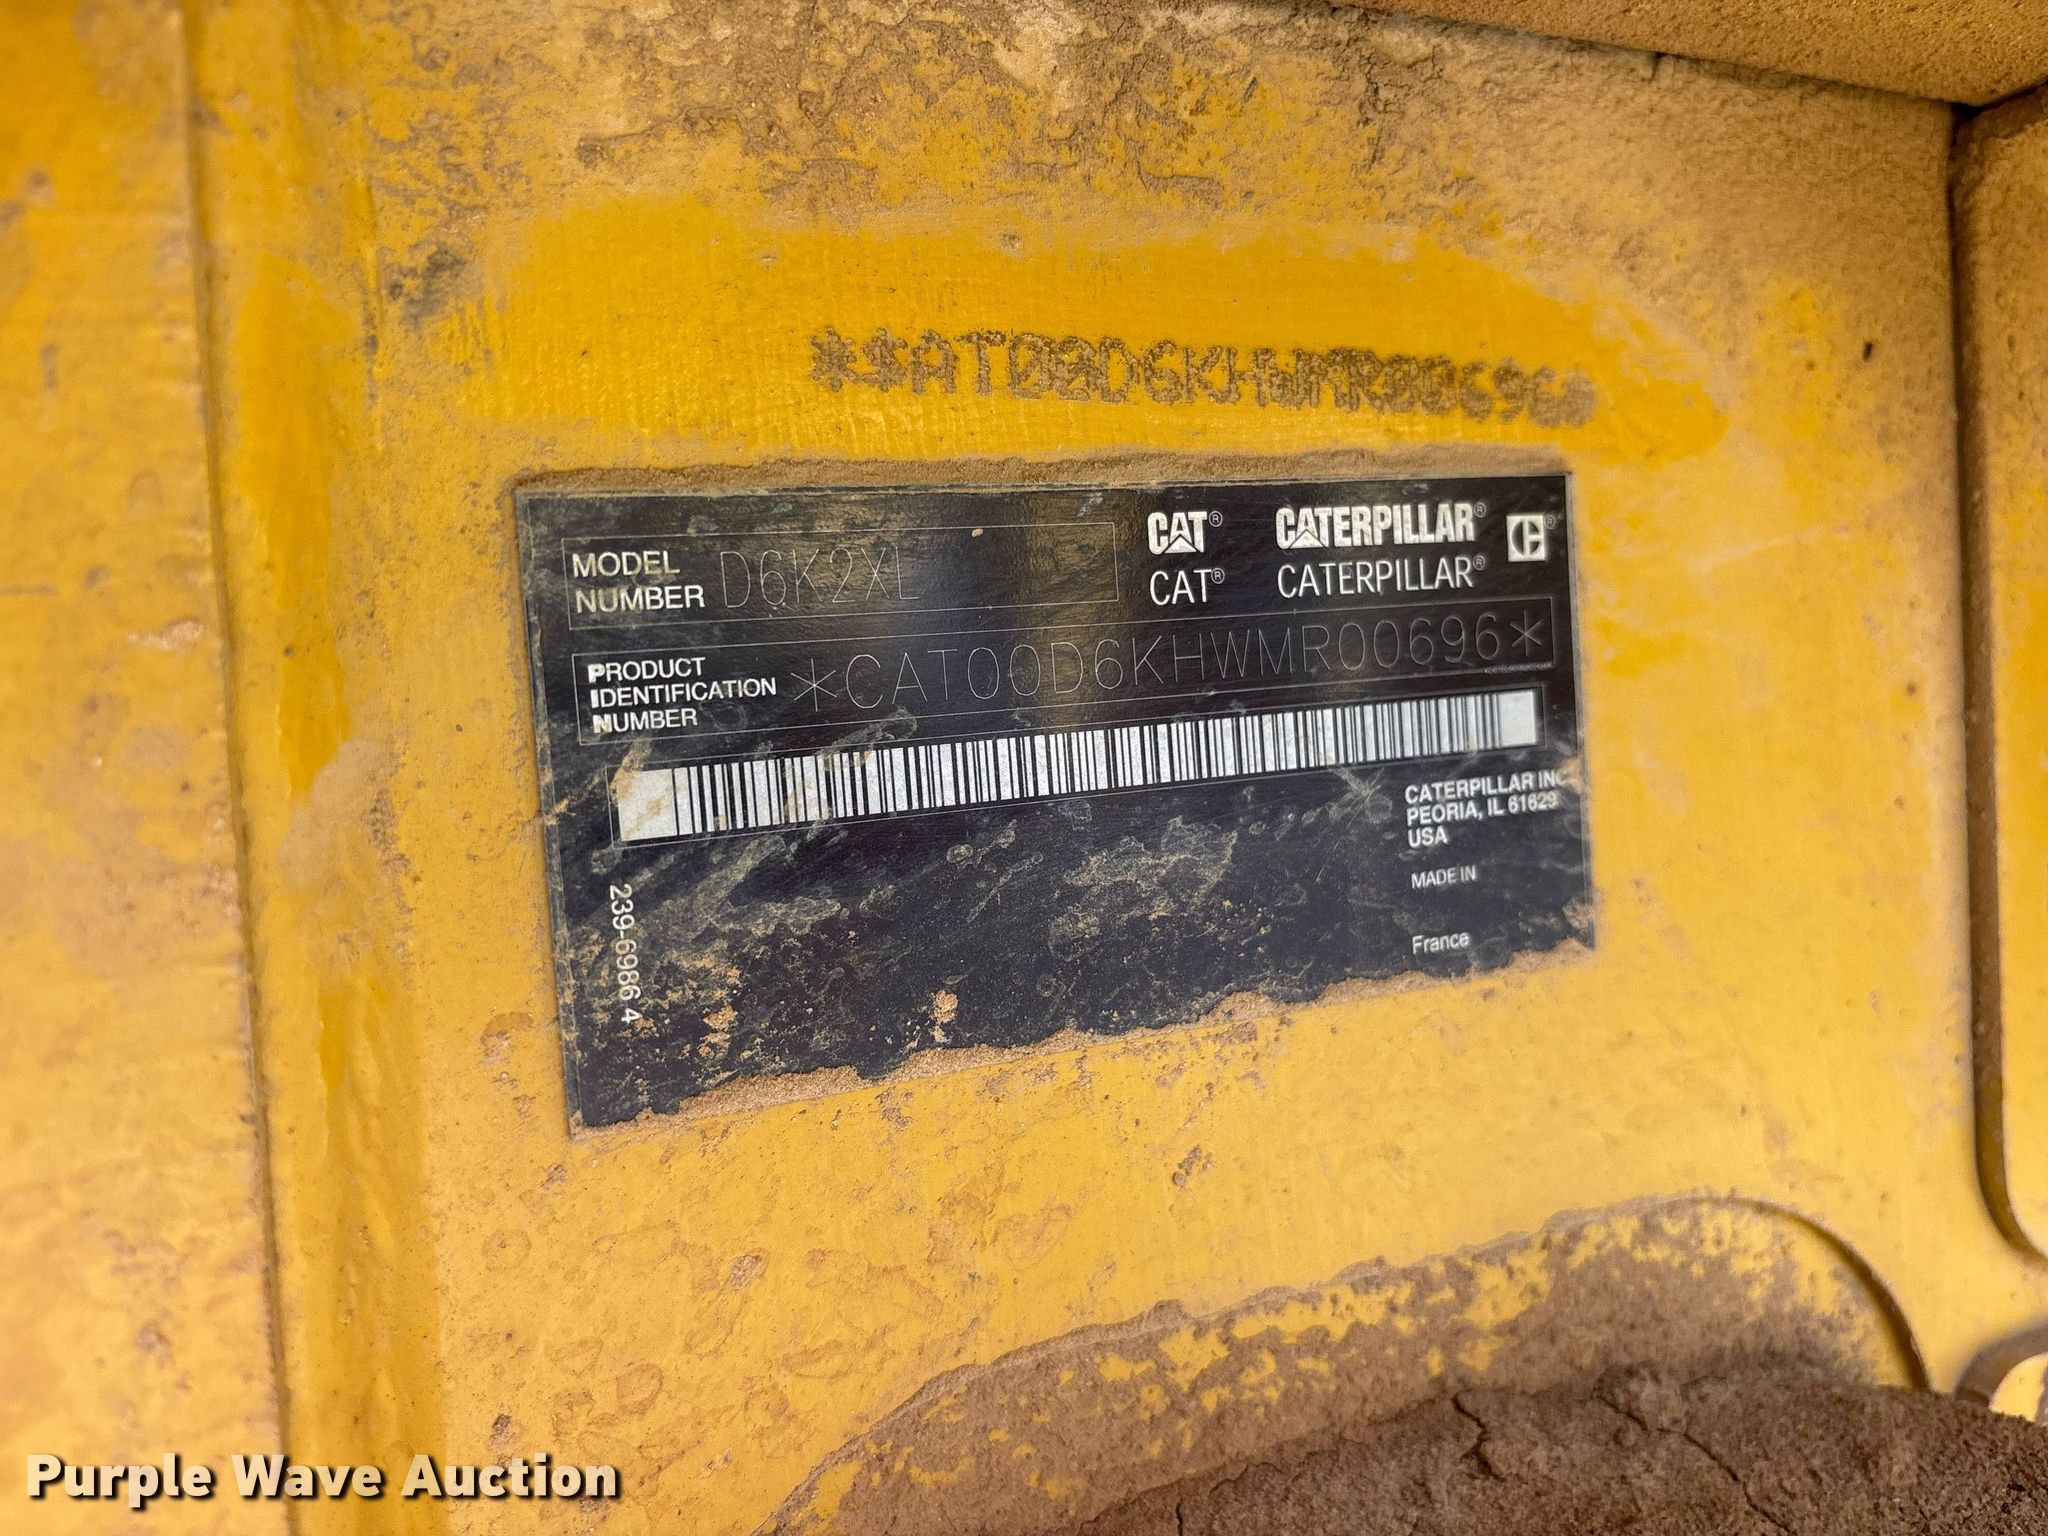 MODEL
NUMBER D6K2XL
CAT® CATERPILLAR® ®
CAT® CATERPILLAR®
PRODUCT
IDENTIFICATION
NUMBER
*CAT00D6KHWMR00696*
CATERPILLAR INC.
PEORIA, IL 61629
USA
MADE IN
France
239-6986 4
Purple Wave Auction